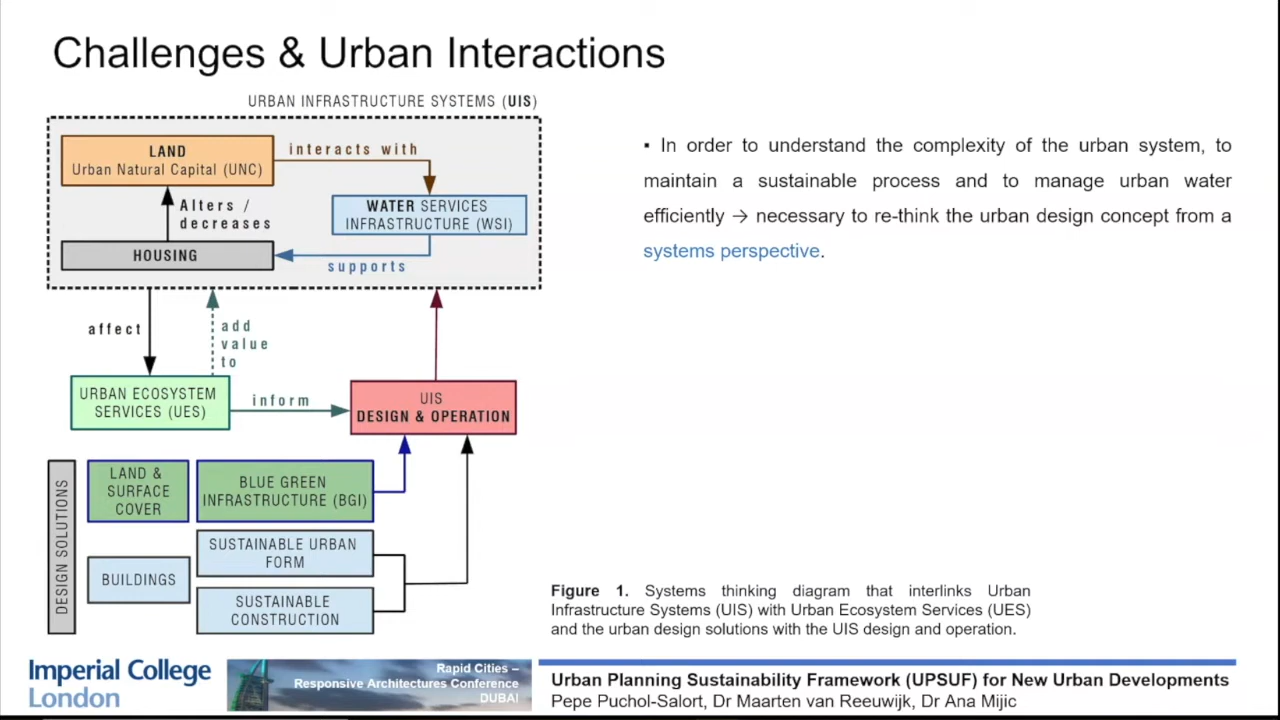 Challenges & Urban Interactions
URBAN INFRASTRUCTURE SYSTEMS (UIS)
LAND
Urban Natural Capital (UNC)
interacts with
WATER SERVICES
INFRASTRUCTURE (WSI)
Alters /
decreases
HOUSING
supports
affect
add
value
to
URBAN ECOSYSTEM
SERVICES (UES)
inform
UIS
DESIGN & OPERATION
DESIGN SOLUTIONS
LAND &
SURFACE
COVER
BLUE GREEN
INFRASTRUCTURE (BGI)
BUILDINGS
SUSTAINABLE URBAN
FORM
SUSTAINABLE
CONSTRUCTION
▪ In order to understand the complexity of the urban system, to
maintain a sustainable process and to manage urban water
efficiently → necessary to re-think the urban design concept from a
systems perspective.
Figure 1. Systems thinking diagram that interlinks Urban
Infrastructure Systems (UIS) with Urban Ecosystem Services (UES)
and the urban design solutions with the UIS design and operation.
Imperial College
London
Rapid Cities –
Responsive Architectures Conference
DUBAI
Urban Planning Sustainability Framework (UPSUF) for New Urban Developments
Pepe Puchol-Salort, Dr Maarten van Reeuwijk, Dr Ana Mijic